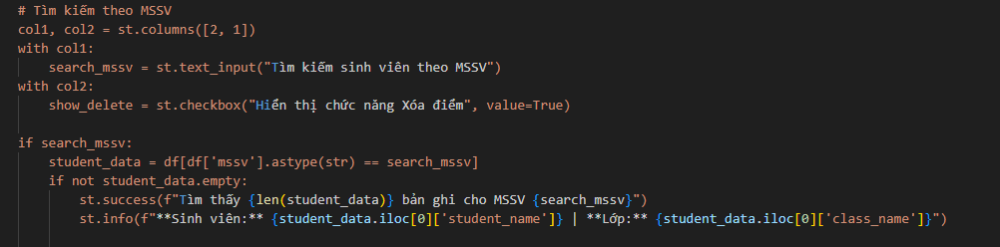 # Tìm kiếm theo MSSV
col1, col2 = st.columns([2, 1])
with col1:
    search_mssv = st.text_input("Tìm kiếm sinh viên theo MSSV")
with col2:
    show_delete = st.checkbox("Hiển thị chức năng Xóa điểm", value=True)

if search_mssv:
    student_data = df[df['mssv'].astype(str) == search_mssv]
    if not student_data.empty:
        st.success(f"Tìm thấy {len(student_data)} bản ghi cho MSSV {search_mssv}")
        st.info(f"**Sinh viên:** {student_data.iloc[0]['student_name']} | **Lớp:** {student_data.iloc[0]['class_name']}")